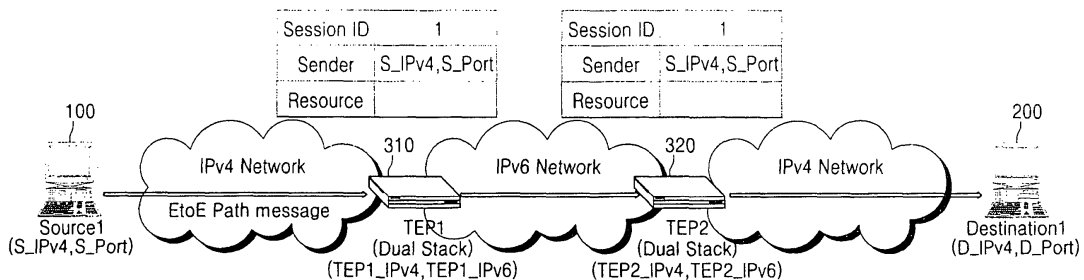 Session ID 1
Sender S_IPv4,S_Port
Resource
Session ID 1
Sender S_IPv4,S_Port
Resource
100
310
320
200
IPv4 Network
IPv6 Network
IPv4 Network
EtoE Path message
Source1
(S_IPv4,S_Port)
TEP1
(Dual Stack)
(TEP1_IPv4,TEP1_IPv6)
TEP2
(Dual Stack)
(TEP2_IPv4,TEP2_IPv6)
Destination1
(D_IPv4,D_Port)